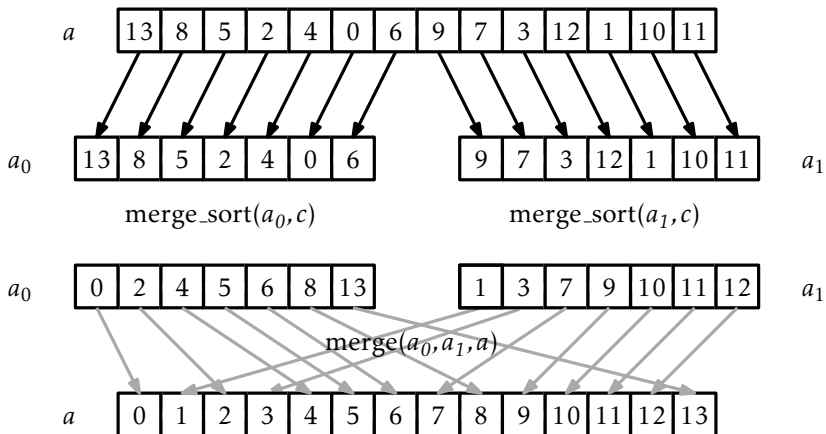 a 13 8 5 2 4 0 6 9 7 3 12 1 10 11
a₀ 13 8 5 2 4 0 6 9 7 3 12 1 10 11 a₁
merge_sort(a₀, c) merge_sort(a₁, c)
a₀ 0 2 4 5 6 8 13 1 3 7 9 10 11 12 a₁
merge(a₀, a₁, a)
a 0 1 2 3 4 5 6 7 8 9 10 11 12 13